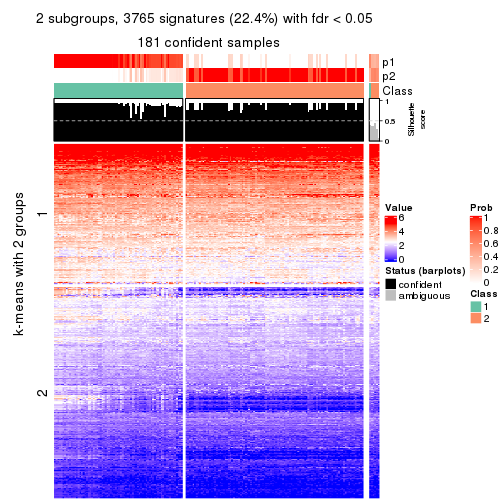 2 subgroups, 3765 signatures (22.4%) with fdr < 0.05
181 confident samples
p1
p2
Class
1
0.5
0
Silhouette
score
k-means with 2 groups
1
2
Value
6
4
2
0
Status (barplots)
confident
ambiguous
Prob
1
0.8
0.6
0.4
0.2
0
Class
1
2